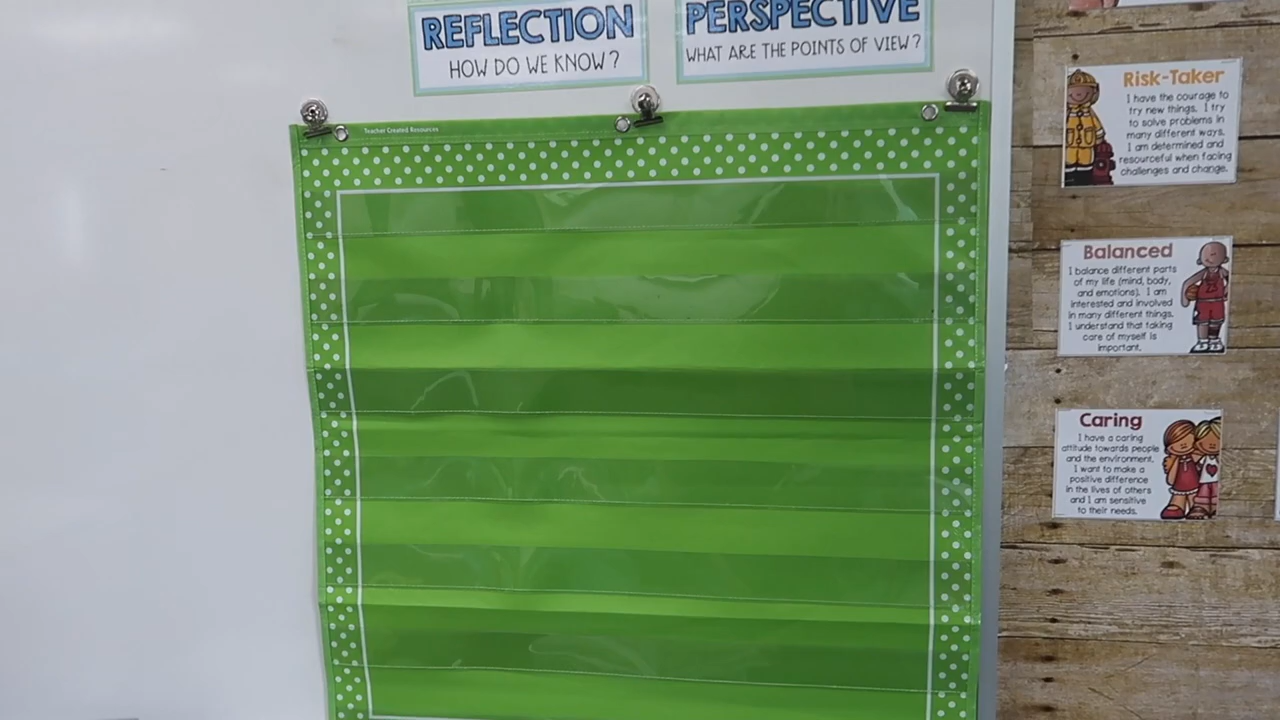 REFLECTION
HOW DO WE KNOW?
PERSPECTIVE
WHAT ARE THE POINTS OF VIEW?
Teacher Created Resources
Risk-Taker
I have the courage to
try new things. I try
to solve problems in
many different ways.
I am determined and
resourceful when facing
challenges and change.
Balanced
I balance different parts
of my life (mind, body,
and emotions). I am
interested and involved
in many different things.
I understand that taking
care of myself is
important.
Caring
I have a caring
attitude towards people
and the environment.
I want to make a
positive difference
in the lives of others
and I am sensitive
to their needs.